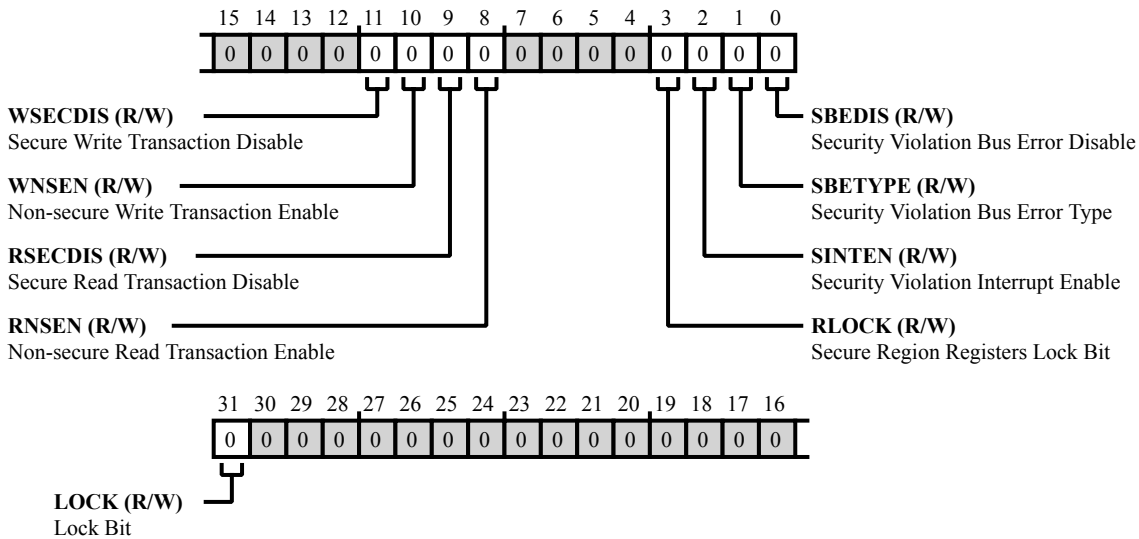 15 14 13 12 11 10 9 8 7 6 5 4 3 2 1 0
0 0 0 0 0 0 0 0 0 0 0 0 0 0 0 0
WSECDIS (R/W)
Secure Write Transaction Disable
WNSEN (R/W)
Non-secure Write Transaction Enable
RSECDIS (R/W)
Secure Read Transaction Disable
RNSEN (R/W)
Non-secure Read Transaction Enable
SBEDIS (R/W)
Security Violation Bus Error Disable
SBETYPE (R/W)
Security Violation Bus Error Type
SINTEN (R/W)
Security Violation Interrupt Enable
RLOCK (R/W)
Secure Region Registers Lock Bit
31 30 29 28 27 26 25 24 23 22 21 20 19 18 17 16
0 0 0 0 0 0 0 0 0 0 0 0 0 0 0 0
LOCK (R/W)
Lock Bit